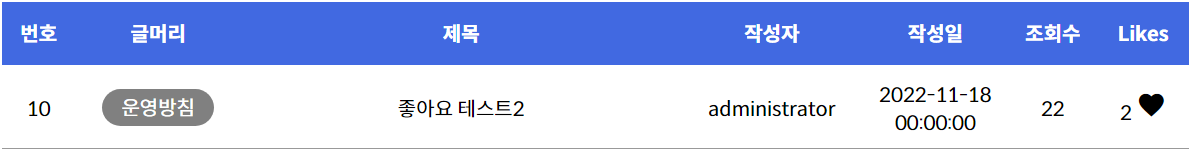 번호 글머리 제목 작성자 작성일 조회수 Likes
10 운영방침 좋아요 테스트2 administrator 2022-11-18
00:00:00 22 2